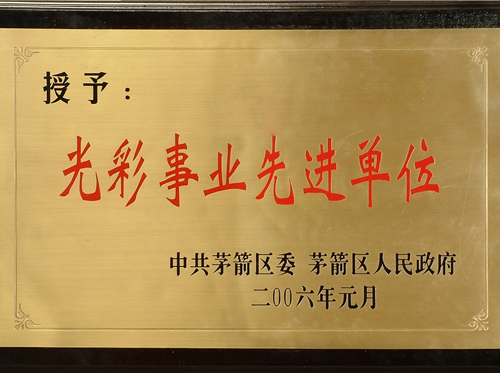 授予：
光彩事业先进单位
中共茅箭区委 茅箭区人民政府
二00六年元月